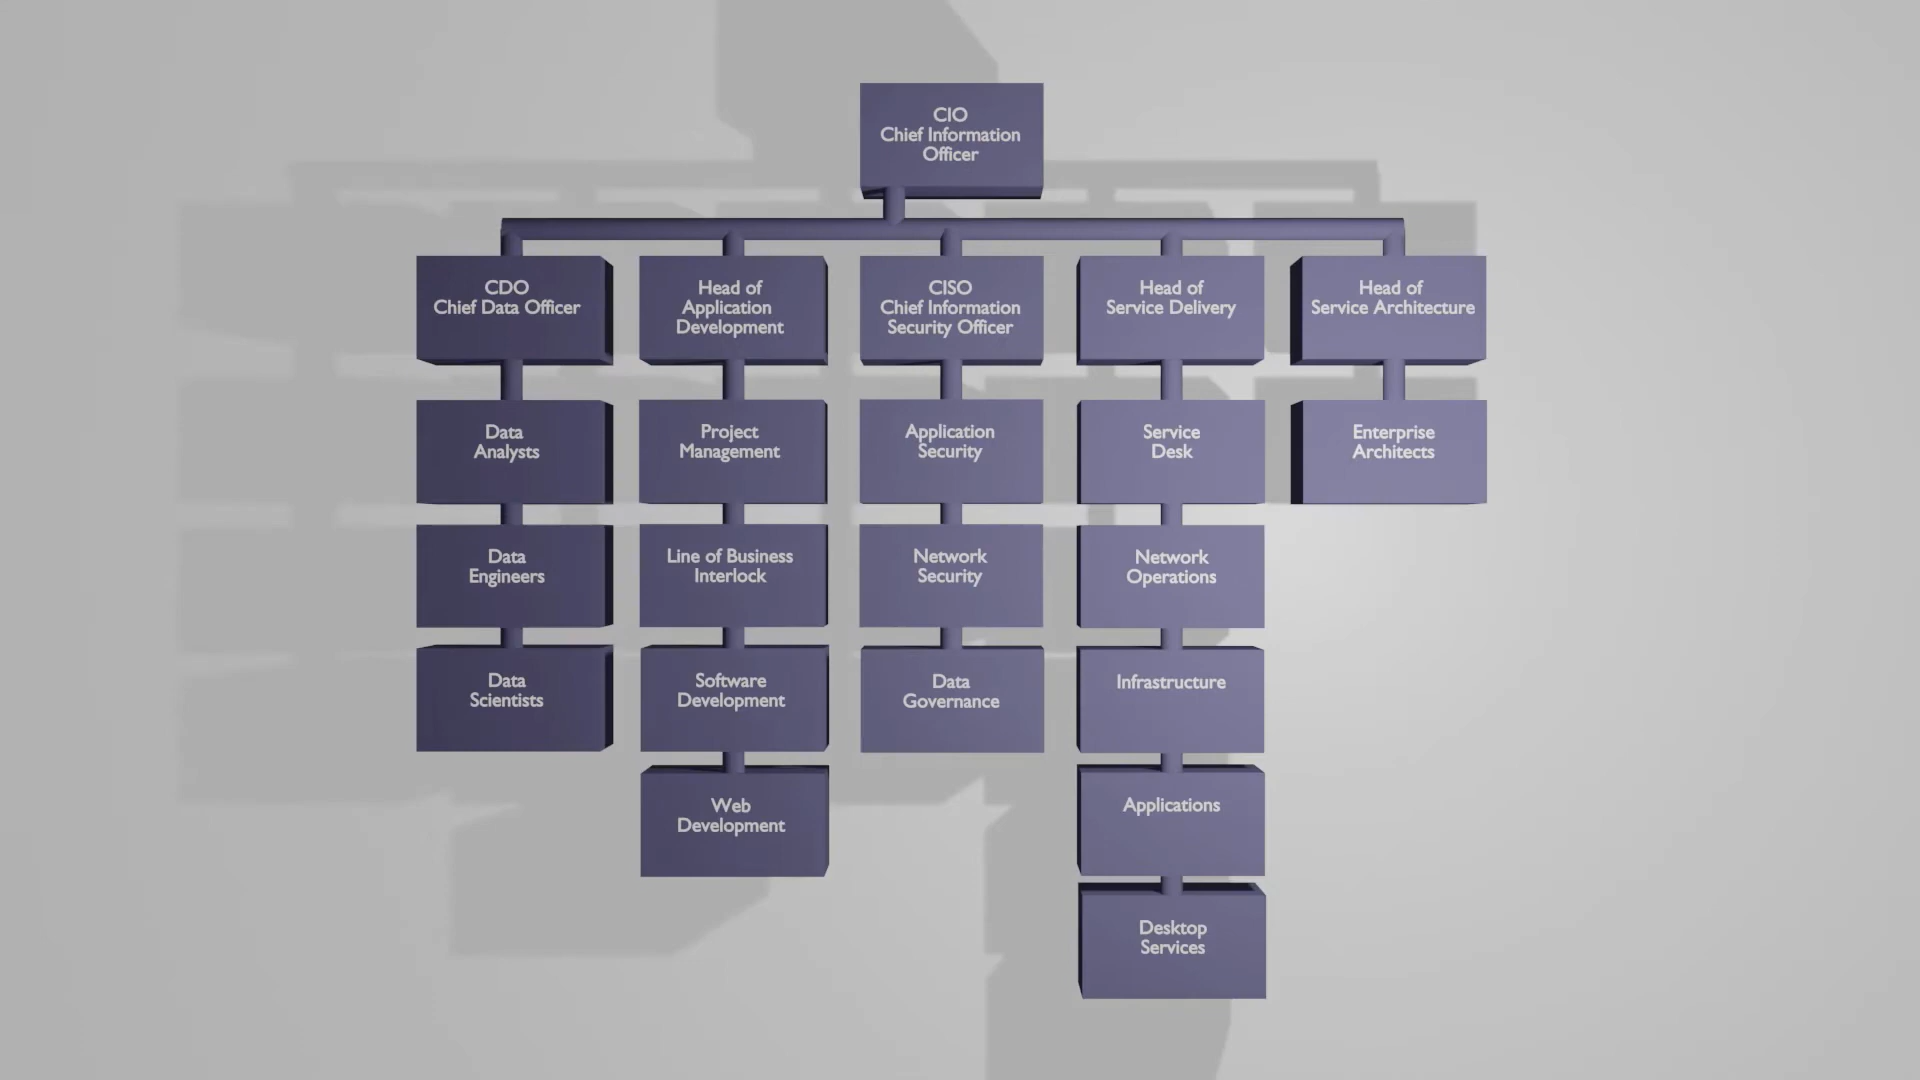 CIO
Chief Information
Officer
CDO
Chief Data Officer
Head of
Application
Development
CISO
Chief Information
Security Officer
Head of
Service Delivery
Head of
Service Architecture
Data
Analysts
Project
Management
Application
Security
Service
Desk
Enterprise
Architects
Data
Engineers
Line of Business
Interlock
Network
Security
Network
Operations
Data
Scientists
Software
Development
Data
Governance
Infrastructure
Web
Development
Applications
Desktop
Services